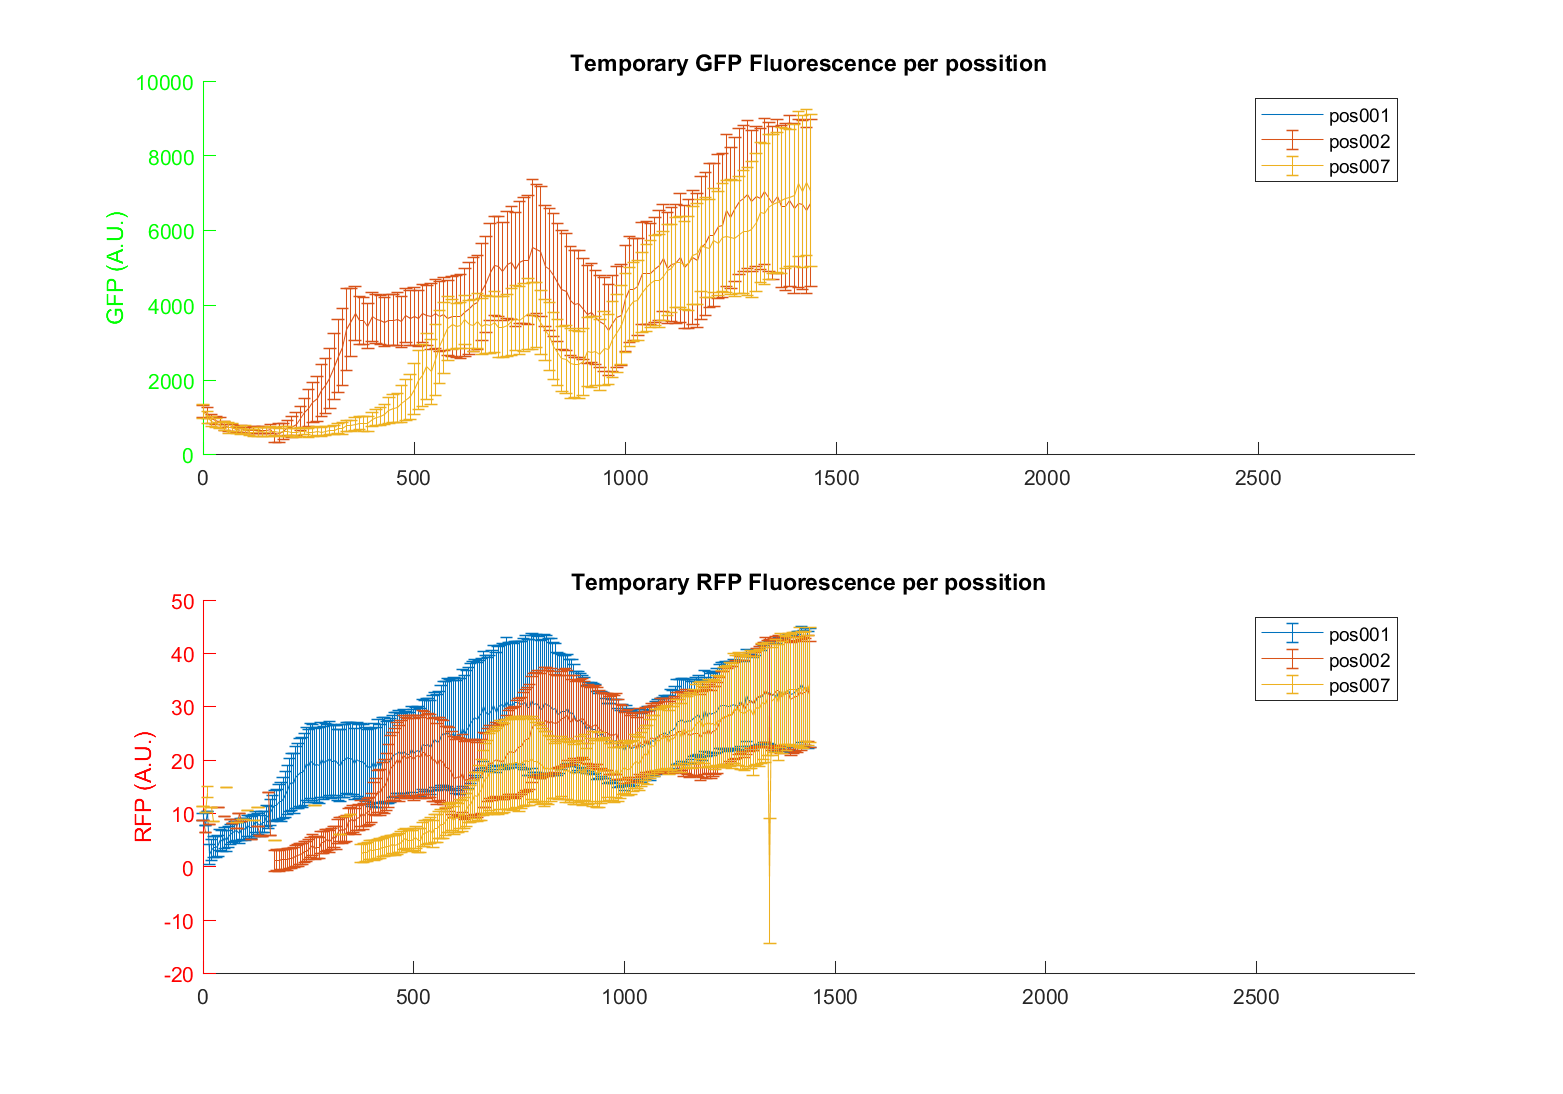 Temporary GFP Fluorescence per possition
10000
8000
6000
4000
2000
0
GFP (A.U.)
0 500 1000 1500 2000 2500
pos001
pos002
pos007
Temporary RFP Fluorescence per possition
50
40
30
20
10
0
-10
-20
RFP (A.U.)
0 500 1000 1500 2000 2500
pos001
pos002
pos007